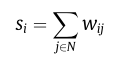 $s_i = \sum_{j \in N} w_{ij}$